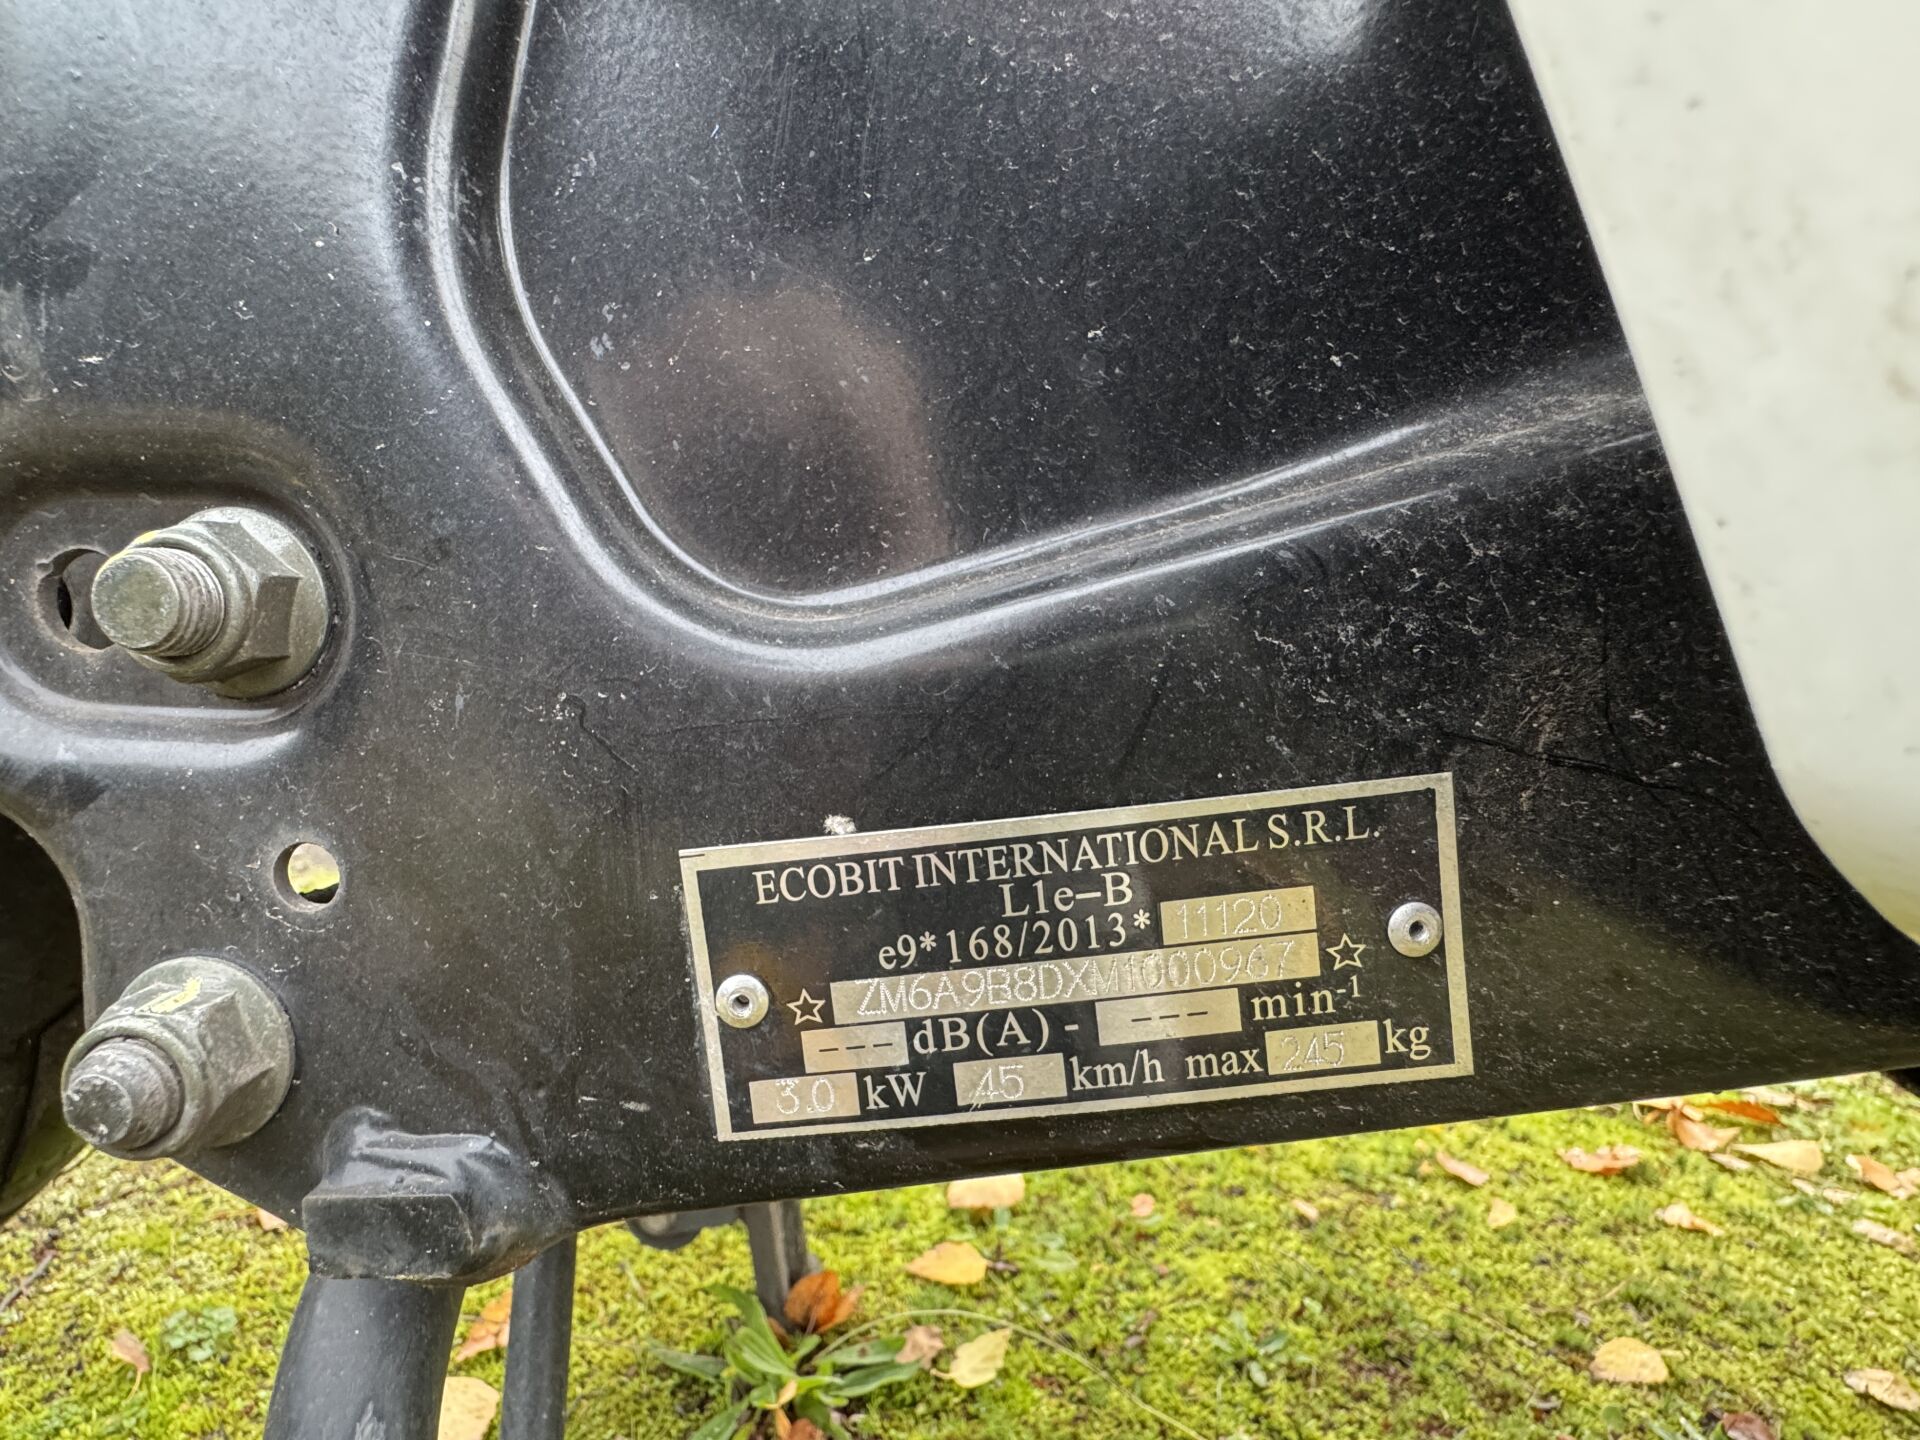 ECOBIT INTERNATIONAL S.R.L.
L1e-B
e9*168/2013*11120
☆ ZM6A9B8DXM1000967 ☆
--- dB(A) - --- min-1
3.0 kW 45 km/h max 245 kg